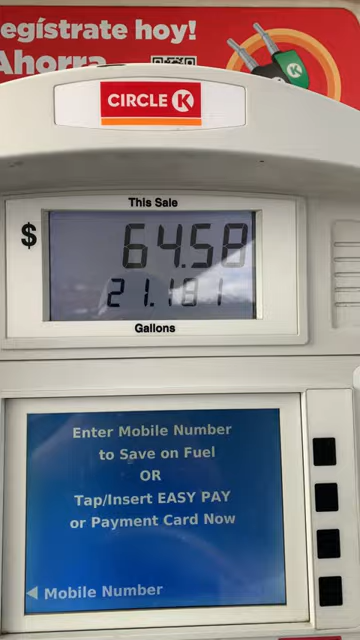 egístrate hoy!
Ahorra
CIRCLE K
K
This Sale
$ 64.58
21.181
Gallons
Enter Mobile Number
to Save on Fuel
OR
Tap/Insert EASY PAY
or Payment Card Now
◀ Mobile Number